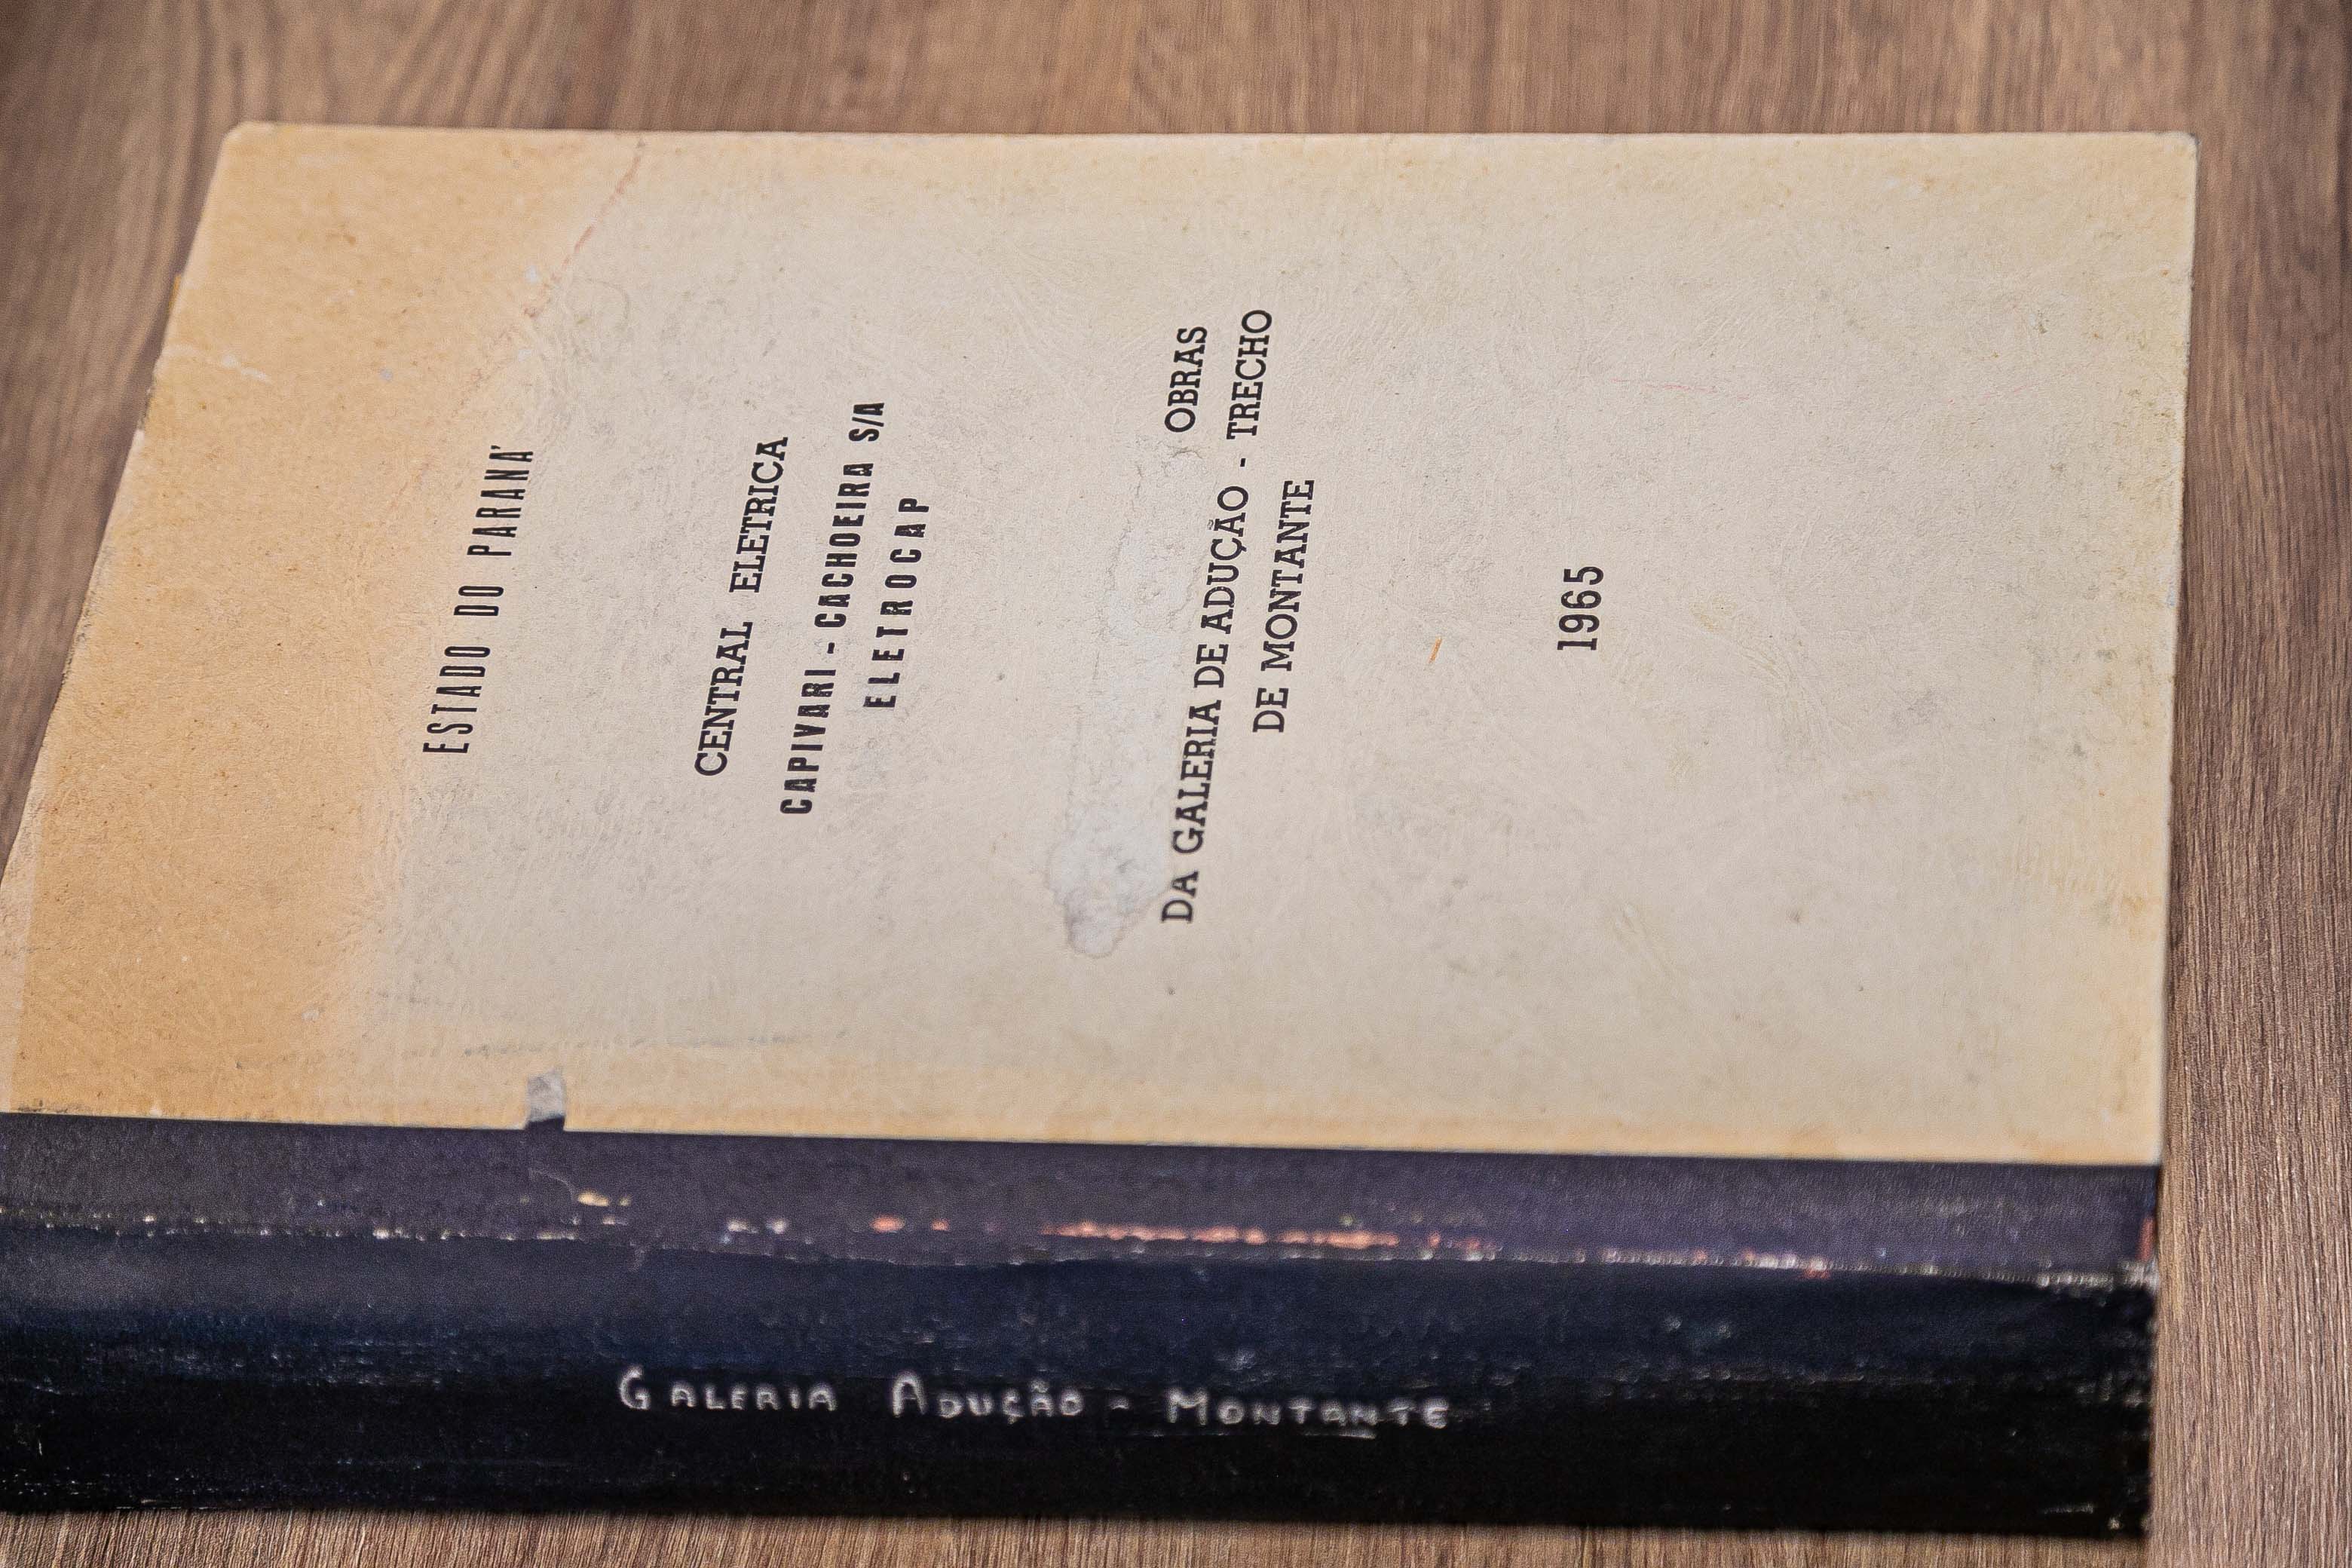 ESTADO DO PARANÁ
CENTRAL ELETRICA
CAPIVARI - CACHOEIRA S/A
ELETROCAP
OBRAS
DA GALERIA DE ADUÇÃO - TRECHO
DE MONTANTE
1965
GALERIA ADUÇÃO - MONTANTE